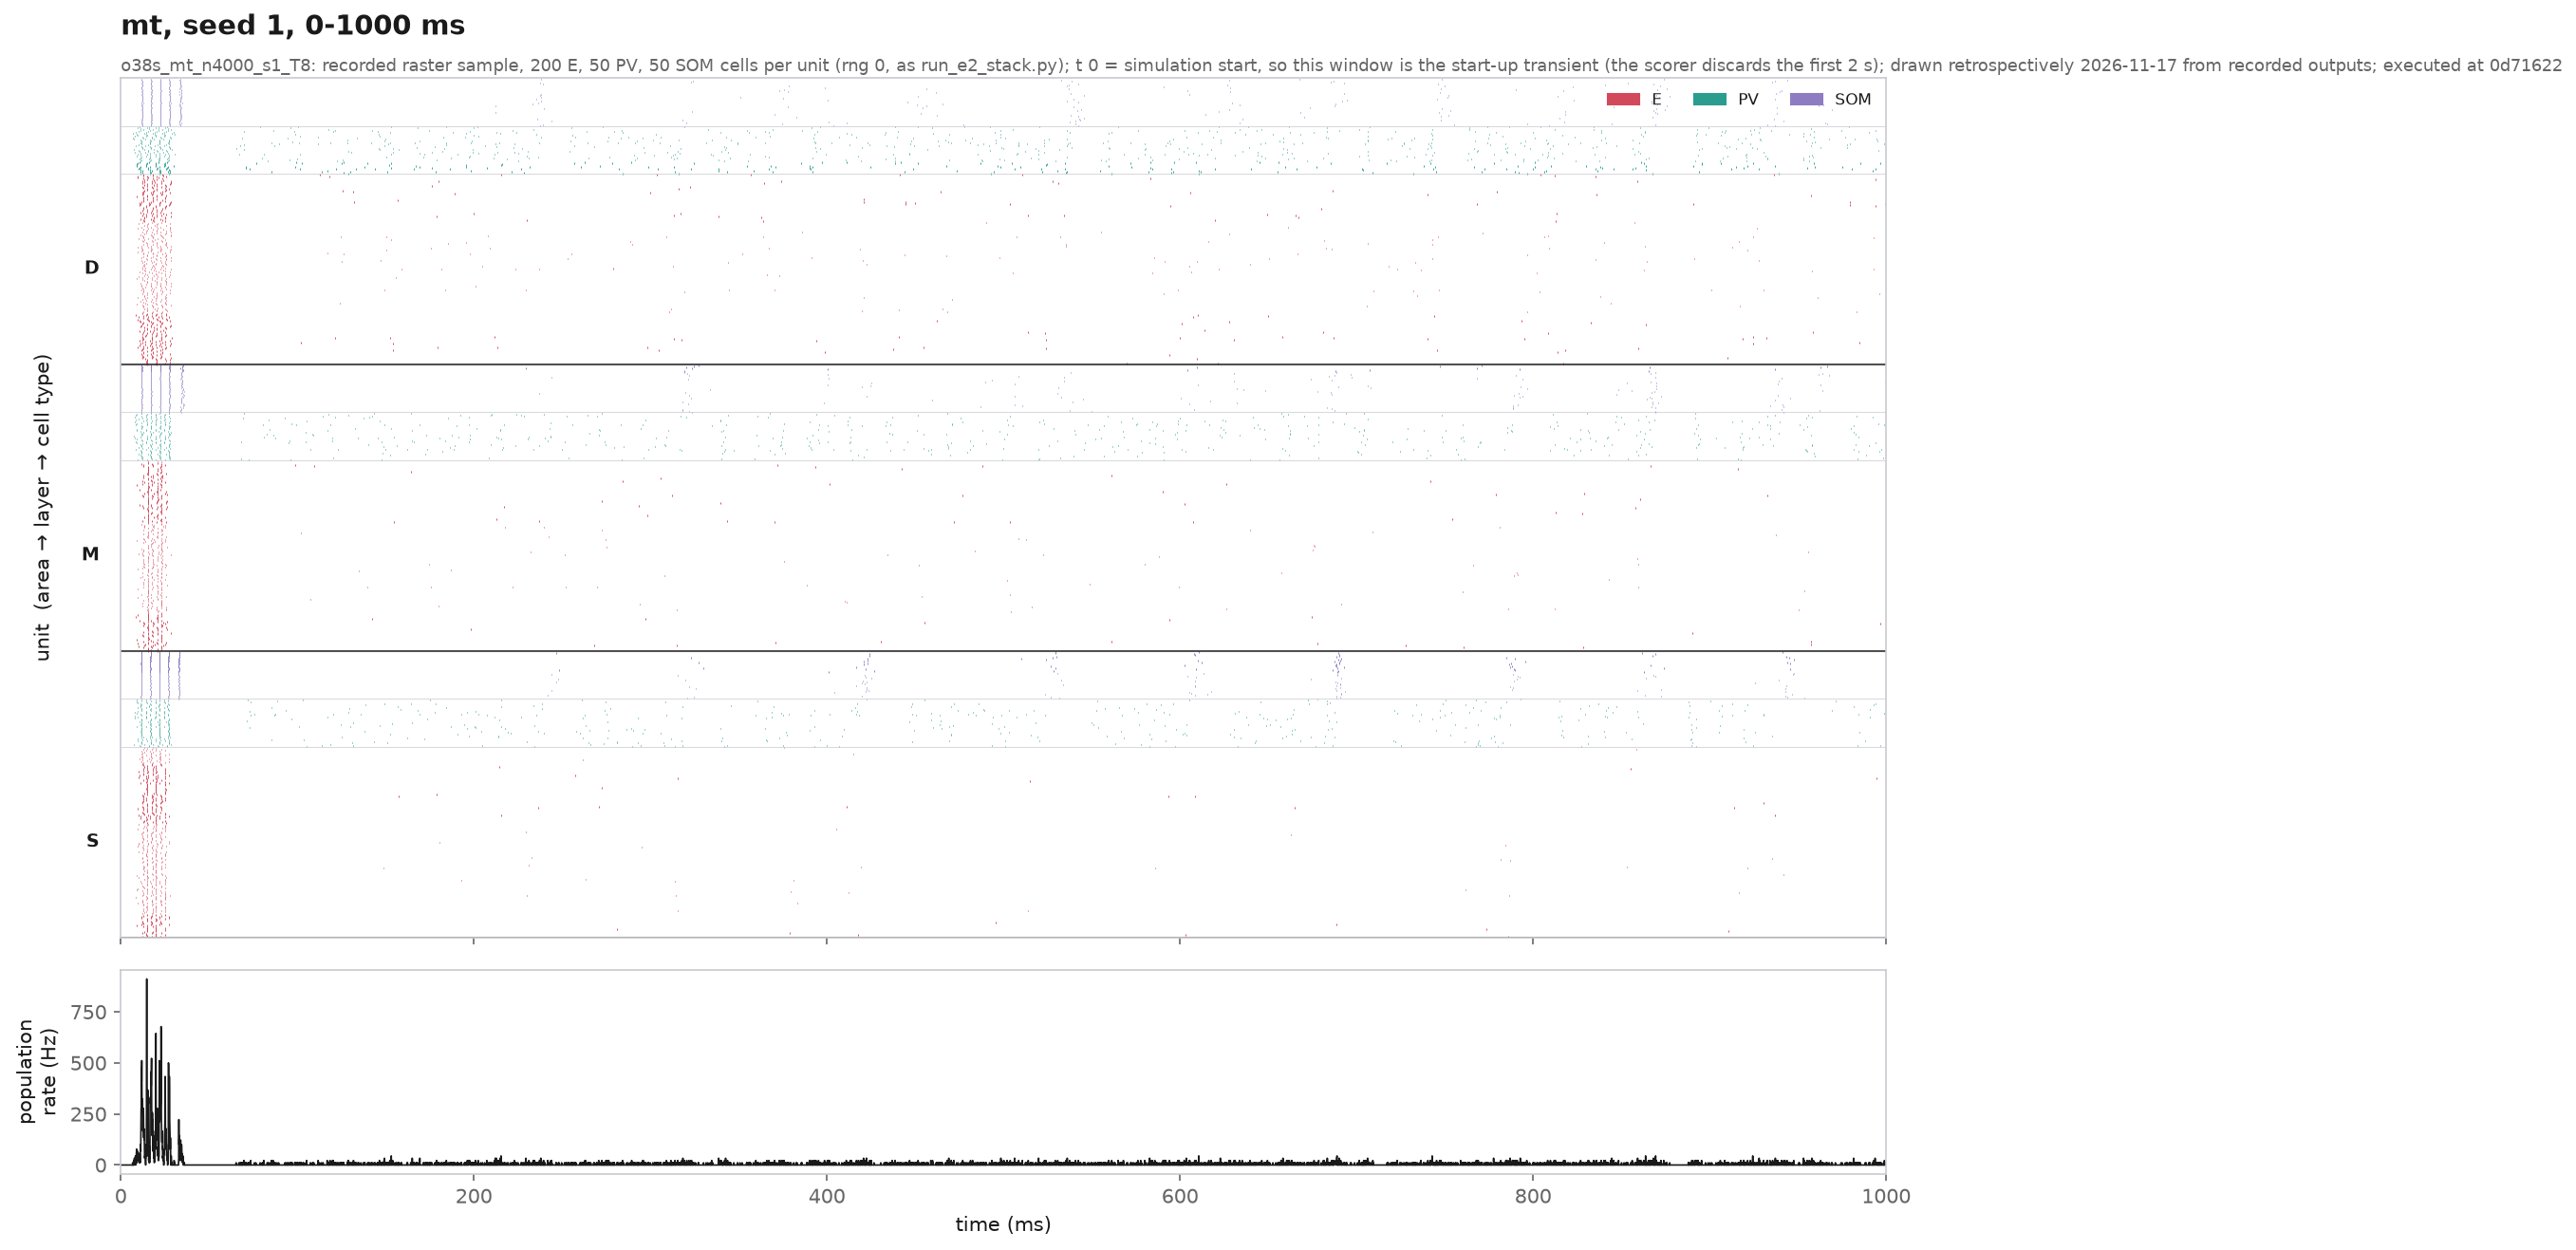 mt, seed 1, 0-1000 ms
o38s_mt_n4000_s1_T8: recorded raster sample, 200 E, 50 PV, 50 SOM cells per unit (rng 0, as run_e2_stack.py); t 0 = simulation start, so this window is the start-up transient (the scorer discards the first 2 s); drawn retrospectively 2026-11-17 from recorded outputs; executed at 0d71622
E PV SOM
D
M
S
unit (area → layer → cell type)
750
500
250
0
population
rate (Hz)
0 200 400 600 800 1000
time (ms)